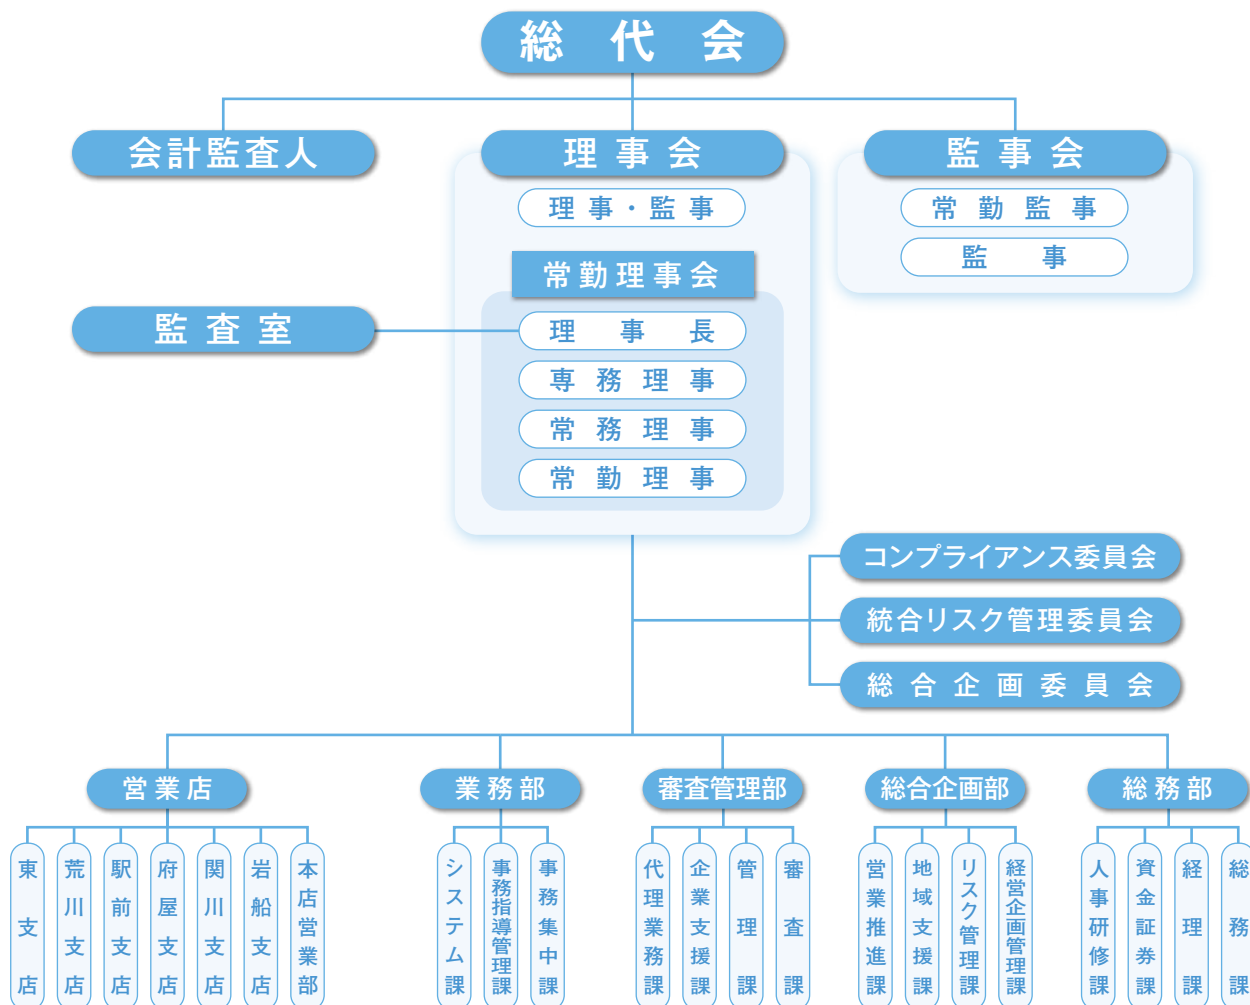 総代会
会計監査人
理事会
監事会
理事・監事
常勤監事
監事
常勤理事会
監査室
理事長
専務理事
常務理事
常勤理事
コンプライアンス委員会
統合リスク管理委員会
総合企画委員会
営業店
業務部
審査管理部
総合企画部
総務部
東支店
荒川支店
駅前支店
府屋支店
関川支店
岩船支店
本店営業部
システム課
事務指導管理課
事務集中課
代理業務課
企業支援課
管理課
審査課
営業推進課
地域支援課
リスク管理課
経営企画管理課
人事研修課
資金証券課
経理課
総務課